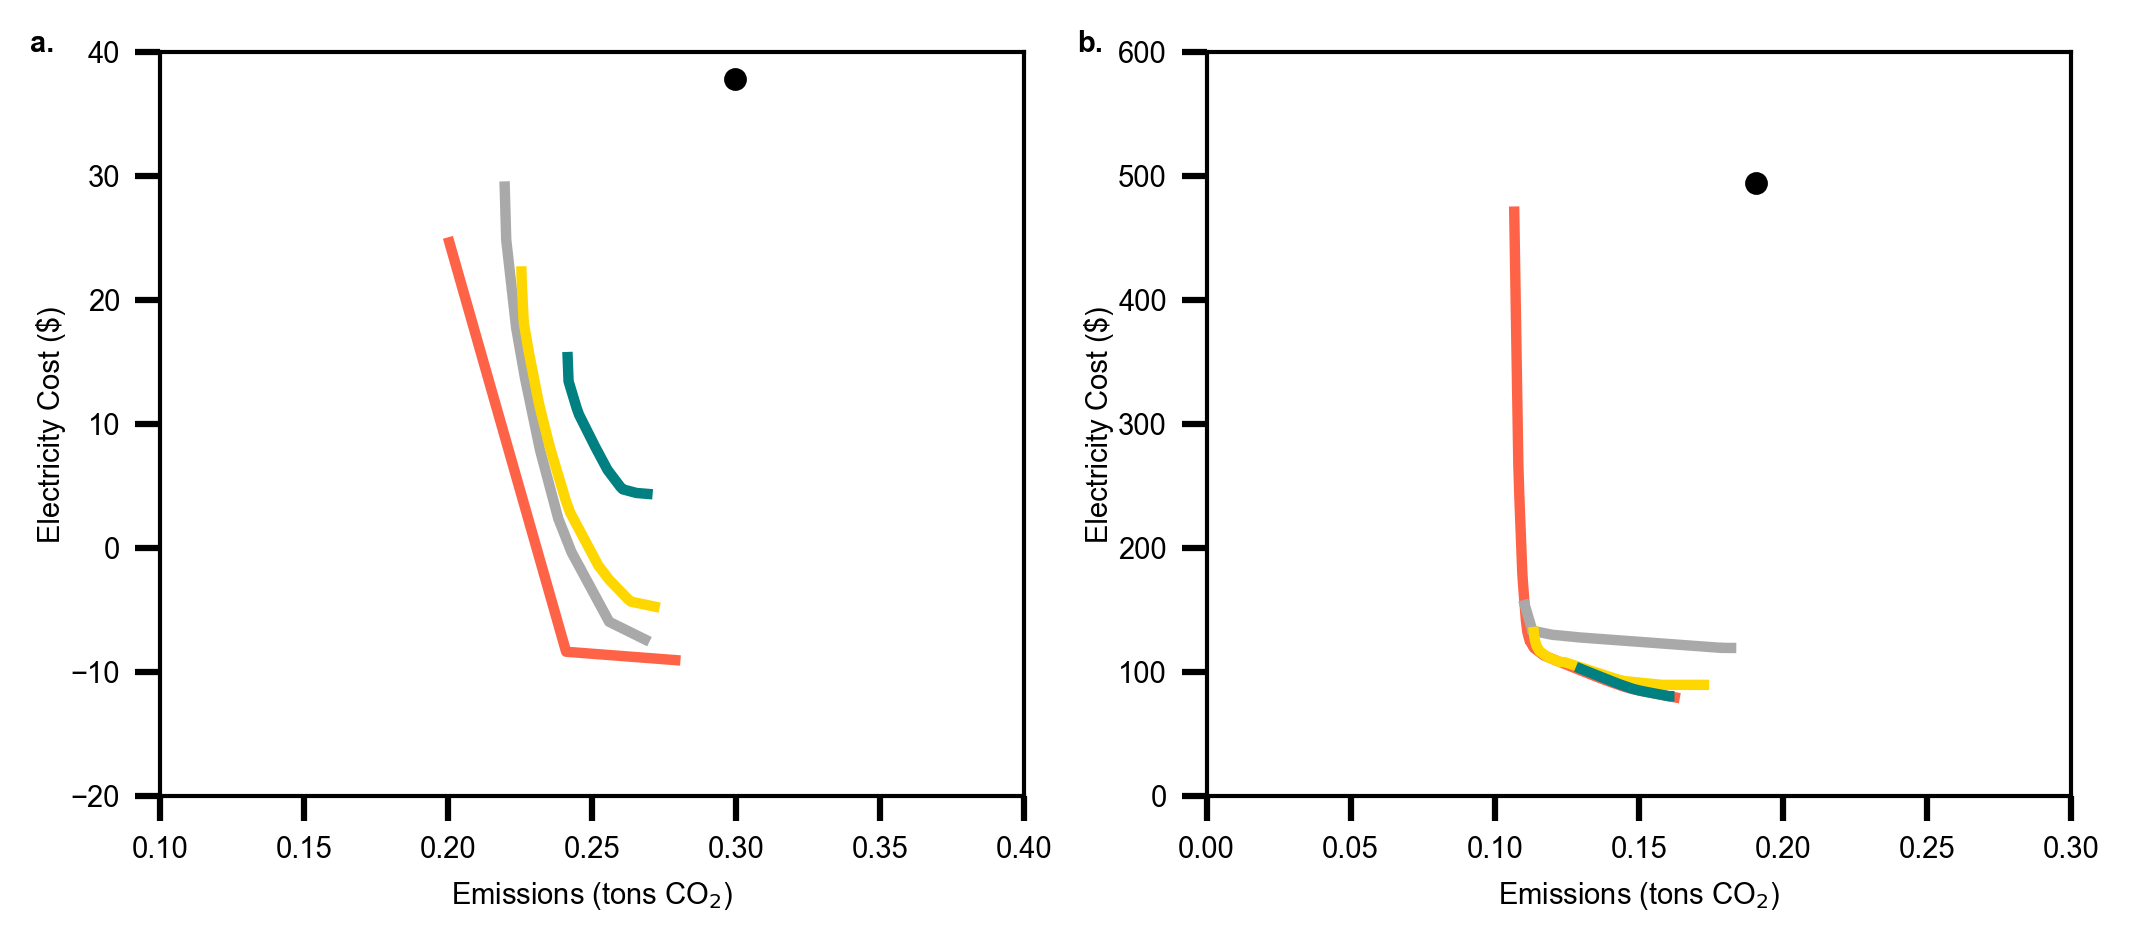 a.
40
30
20
10
0
−10
−20
0.10 0.15 0.20 0.25 0.30 0.35 0.40
Electricity Cost ($)
Emissions (tons CO₂)
b.
600
500
400
300
200
100
0
0.00 0.05 0.10 0.15 0.20 0.25 0.30
Electricity Cost ($)
Emissions (tons CO₂)